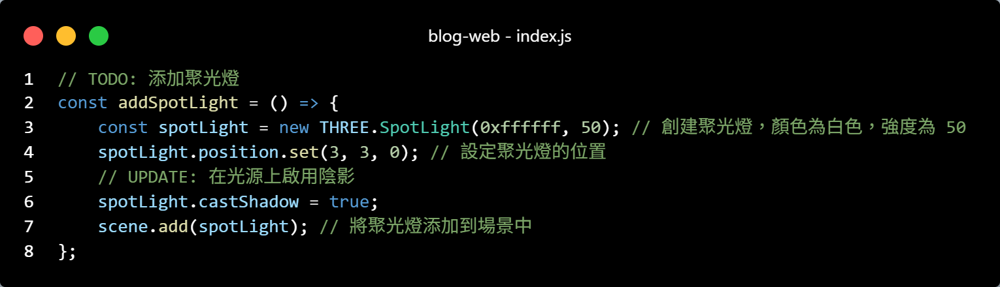 blog-web - index.js
1 // TODO: 添加聚光燈
2 const addSpotLight = () => {
3     const spotLight = new THREE.SpotLight(0xffffff, 50); // 創建聚光燈，顏色為白色，強度為 50
4     spotLight.position.set(3, 3, 0); // 設定聚光燈的位置
5     // UPDATE: 在光源上啟用陰影
6     spotLight.castShadow = true;
7     scene.add(spotLight); // 將聚光燈添加到場景中
8 };